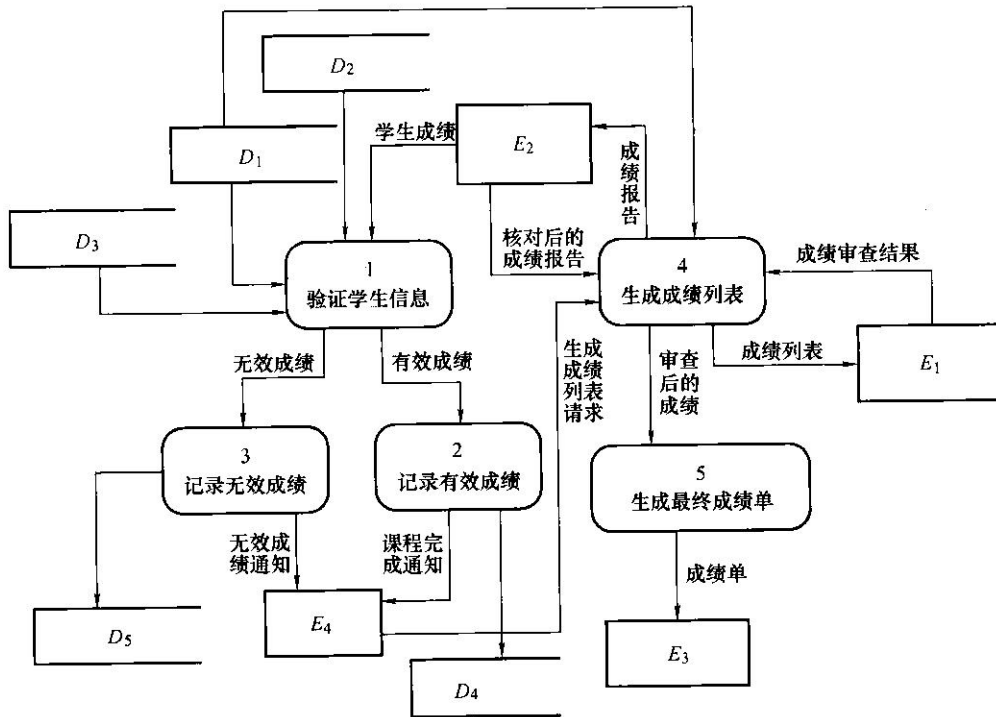 D2
学生成绩
E2
成绩报告
D1
D3
核对后的
成绩报告
1
验证学生信息
4
生成成绩列表
成绩审查结果
无效成绩
有效成绩
生成
成绩
列表
请求
审查
后的
成绩
成绩列表
E1
3
记录无效成绩
2
记录有效成绩
5
生成最终成绩单
无效成
绩通知
课程完
成通知
成绩单
D5
E4
D4
E3